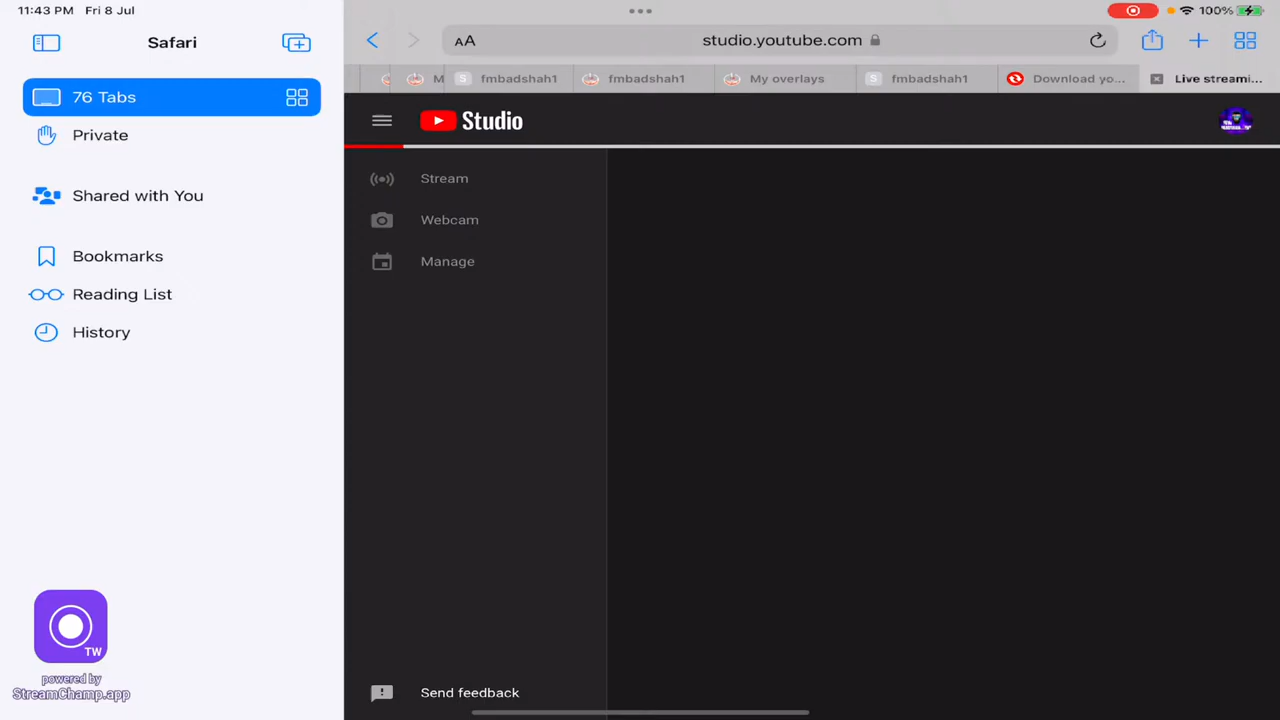 11:43 PM Fri 8 Jul
100%
Safari
76 Tabs
Private
Shared with You
Bookmarks
Reading List
History
TW
powered by
StreamChamp.app
AA
studio.youtube.com
M
S fmbadshah1
fmbadshah1
My overlays
S fmbadshah1
Download yo...
Live streami...
Studio
Stream
Webcam
Manage
Send feedback